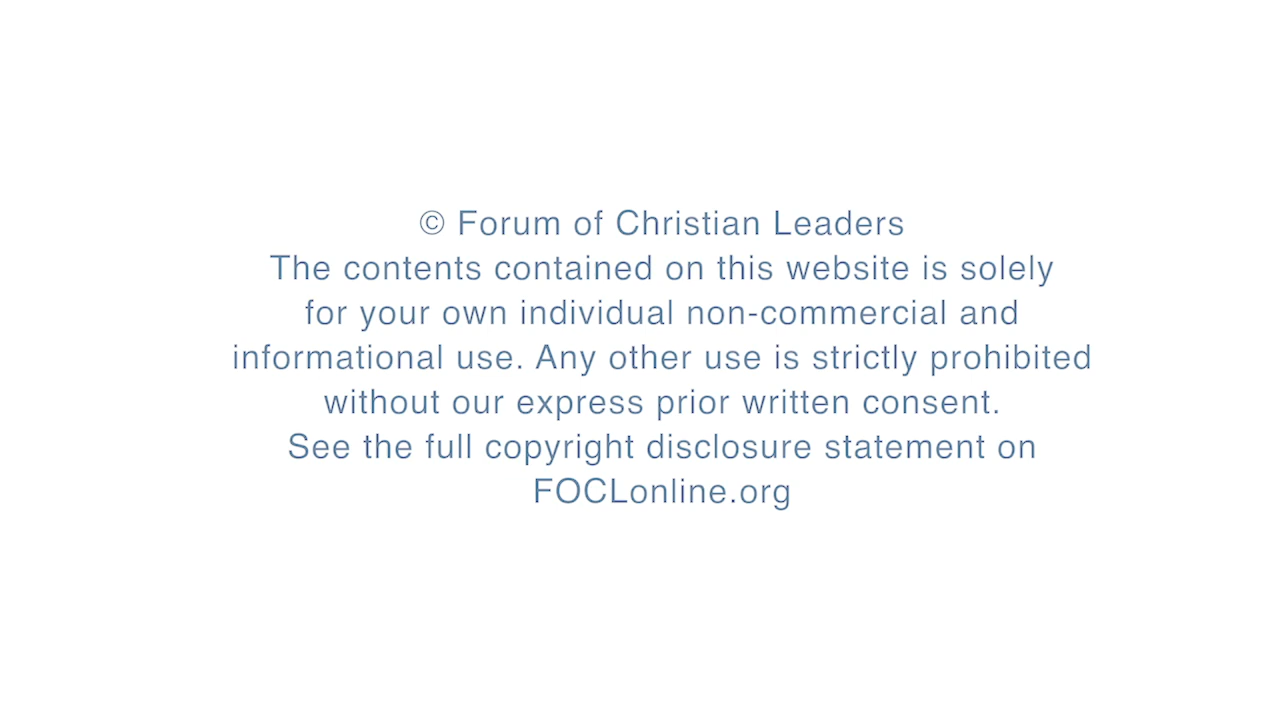 © Forum of Christian Leaders
The contents contained on this website is solely
for your own individual non-commercial and
informational use. Any other use is strictly prohibited
without our express prior written consent.
See the full copyright disclosure statement on
FOCLonline.org